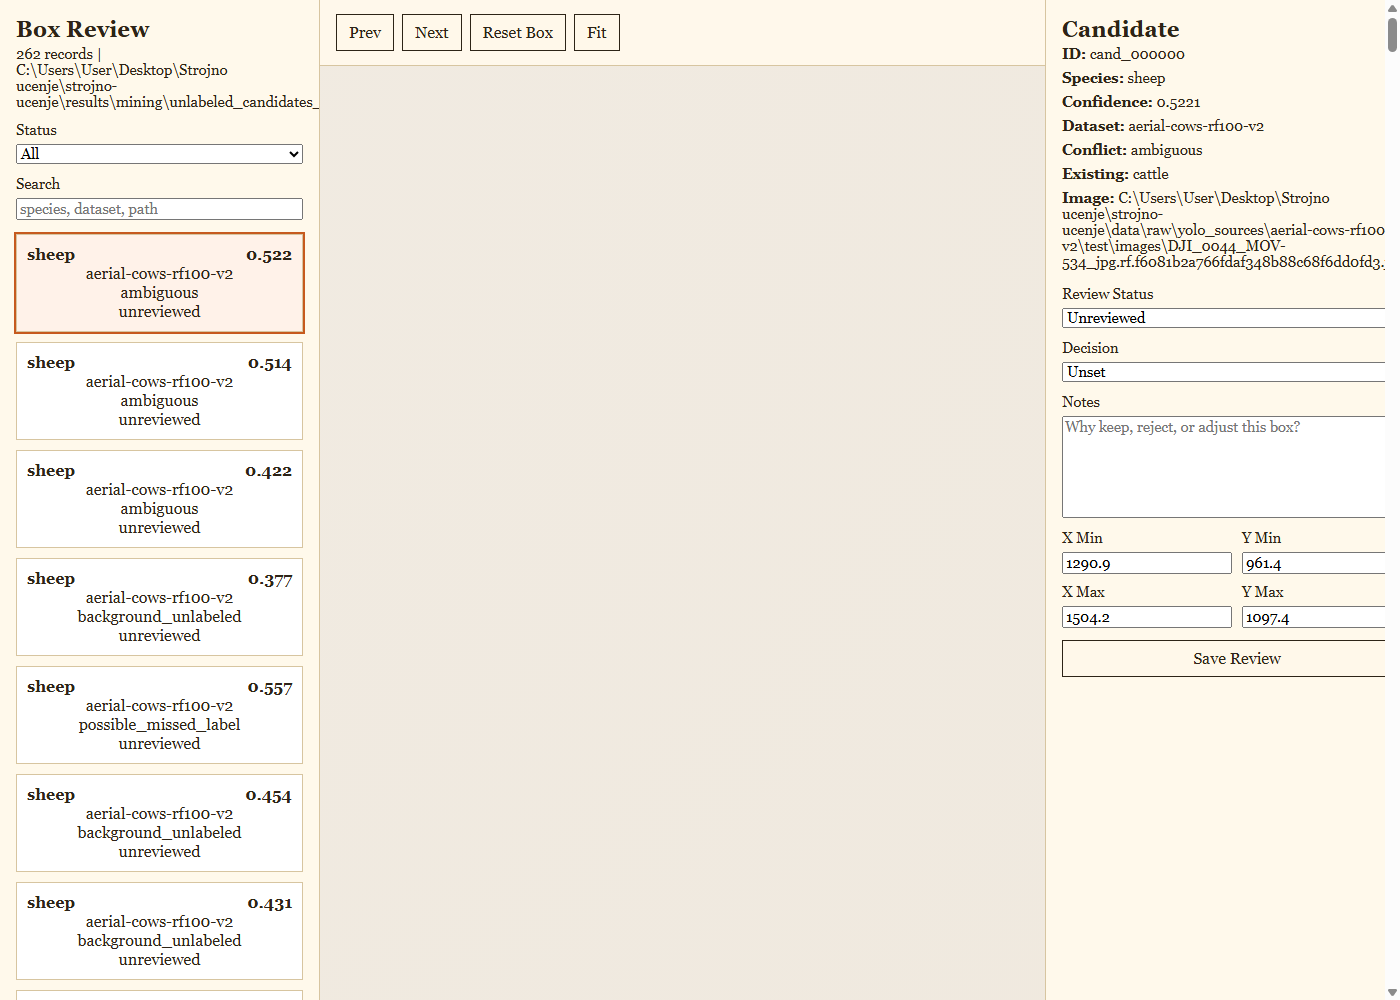 Box Review
262 records |
C:\Users\User\Desktop\Strojno
ucenje\strojno-
ucenje\results\mining\unlabeled_candidates_
Status
All
Search
species, dataset, path
sheep 0.522
aerial-cows-rf100-v2
ambiguous
unreviewed
sheep 0.514
aerial-cows-rf100-v2
ambiguous
unreviewed
sheep 0.422
aerial-cows-rf100-v2
ambiguous
unreviewed
sheep 0.377
aerial-cows-rf100-v2
background_unlabeled
unreviewed
sheep 0.557
aerial-cows-rf100-v2
possible_missed_label
unreviewed
sheep 0.454
aerial-cows-rf100-v2
background_unlabeled
unreviewed
sheep 0.431
aerial-cows-rf100-v2
background_unlabeled
unreviewed
Prev Next Reset Box Fit
Candidate
ID: cand_000000
Species: sheep
Confidence: 0.5221
Dataset: aerial-cows-rf100-v2
Conflict: ambiguous
Existing: cattle
Image: C:\Users\User\Desktop\Strojno
ucenje\strojno-
ucenje\data\raw\yolo_sources\aerial-cows-rf100
v2\test\images\DJI_0044_MOV-
534_jpg.rf.f6081b2a766fdaf348b88c68f6dd0fd3.
Review Status
Unreviewed
Decision
Unset
Notes
Why keep, reject, or adjust this box?
X Min Y Min
1290.9 961.4
X Max Y Max
1504.2 1097.4
Save Review